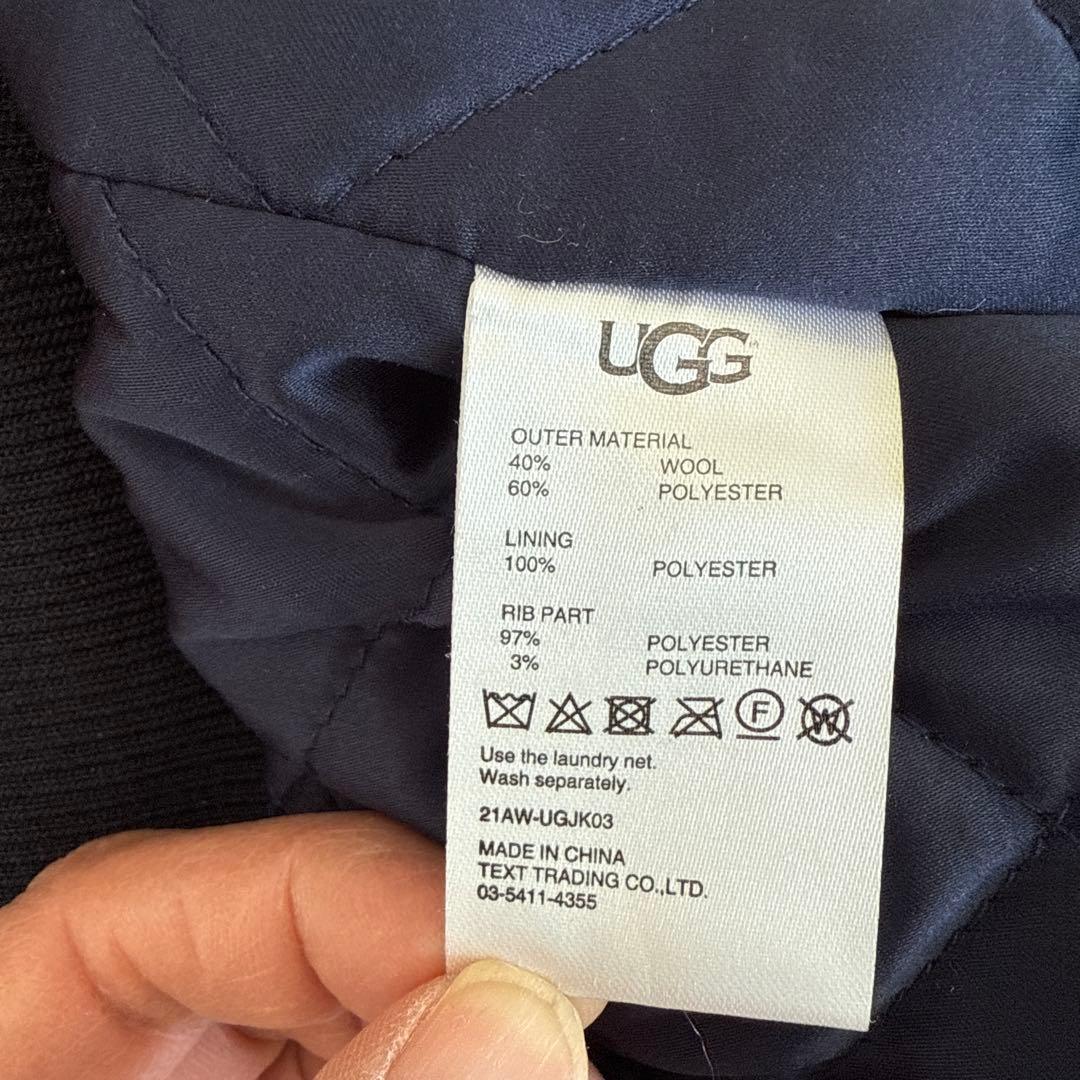 UGG
OUTER MATERIAL
40% WOOL
60% POLYESTER
LINING
100% POLYESTER
RIB PART
97% POLYESTER
3% POLYURETHANE
F W
Use the laundry net.
Wash separately.
21AW-UGJK03
MADE IN CHINA
TEXT TRADING CO.,LTD.
03-5411-4355